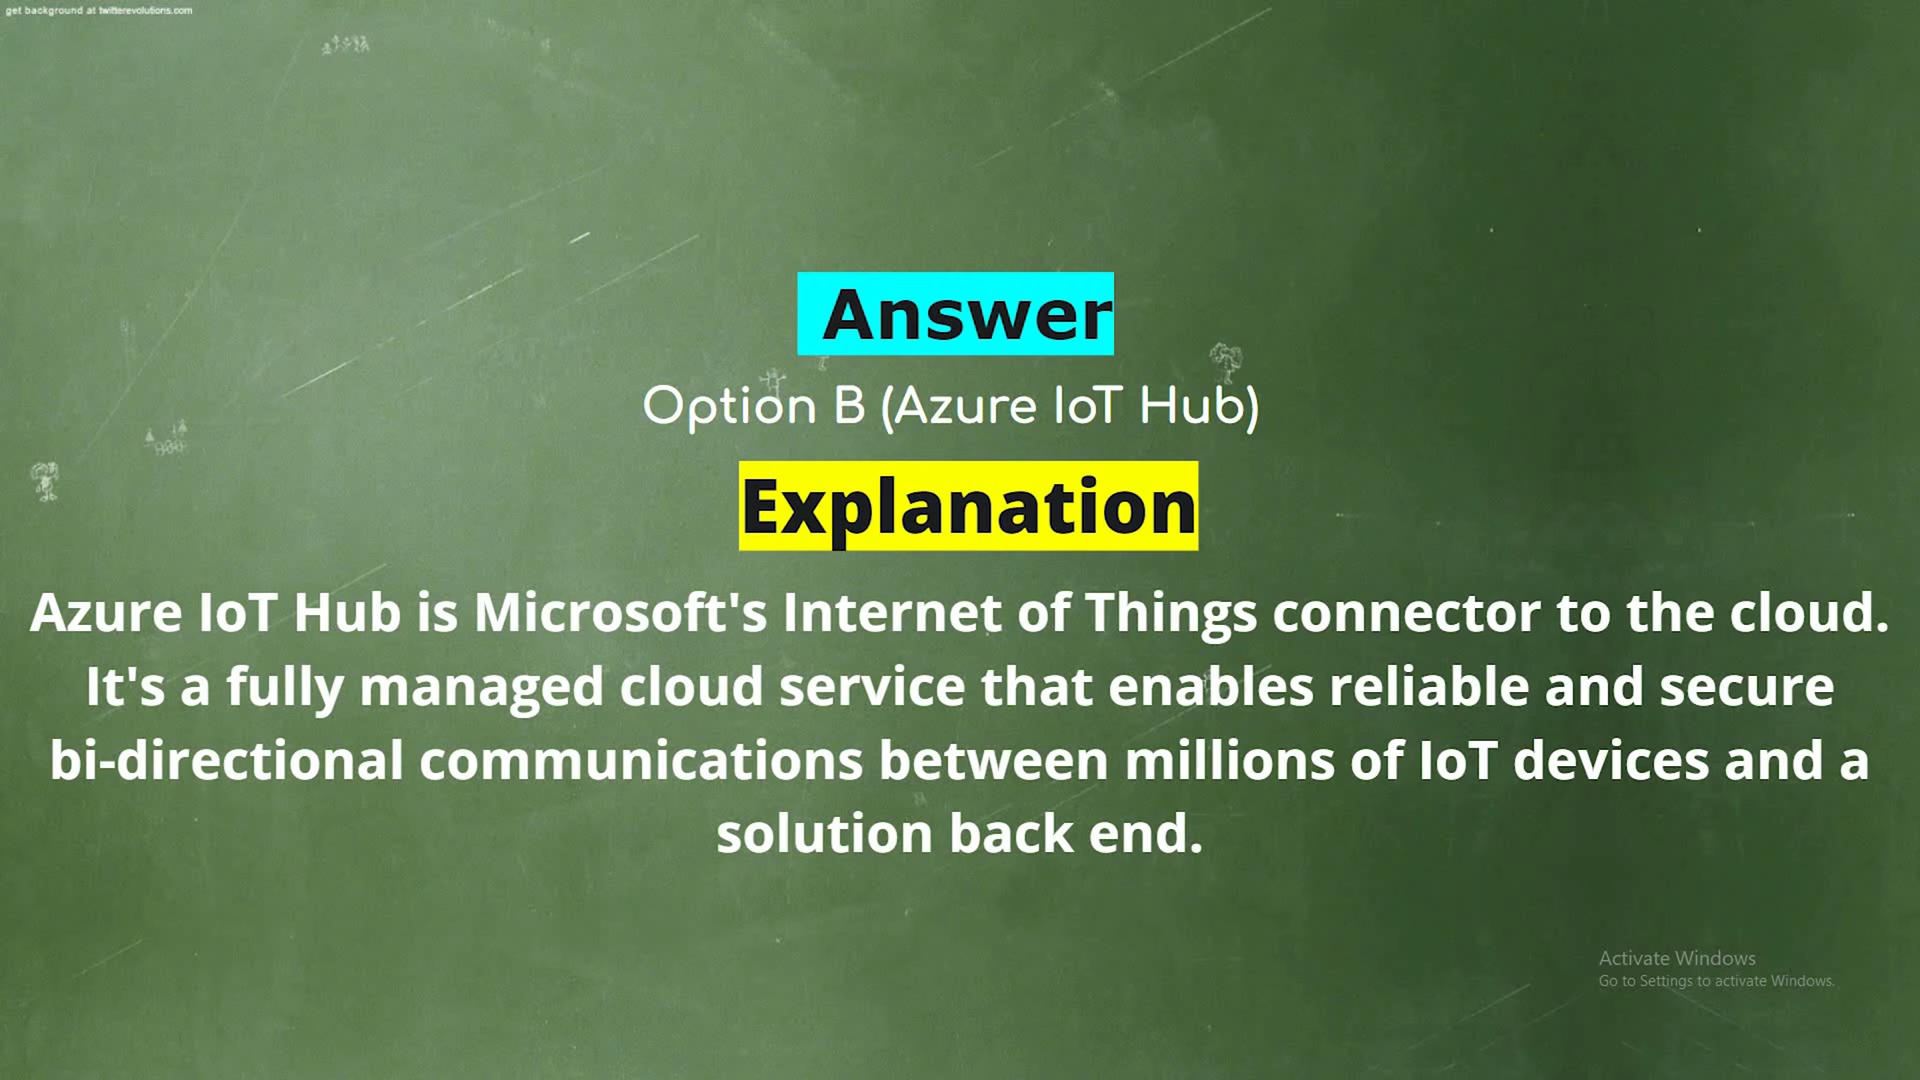 get background at twitterevolutions.com
Answer
Option B (Azure IoT Hub)
Explanation
Azure IoT Hub is Microsoft's Internet of Things connector to the cloud.
It's a fully managed cloud service that enables reliable and secure
bi-directional communications between millions of IoT devices and a
solution back end.
Activate Windows
Go to Settings to activate Windows.